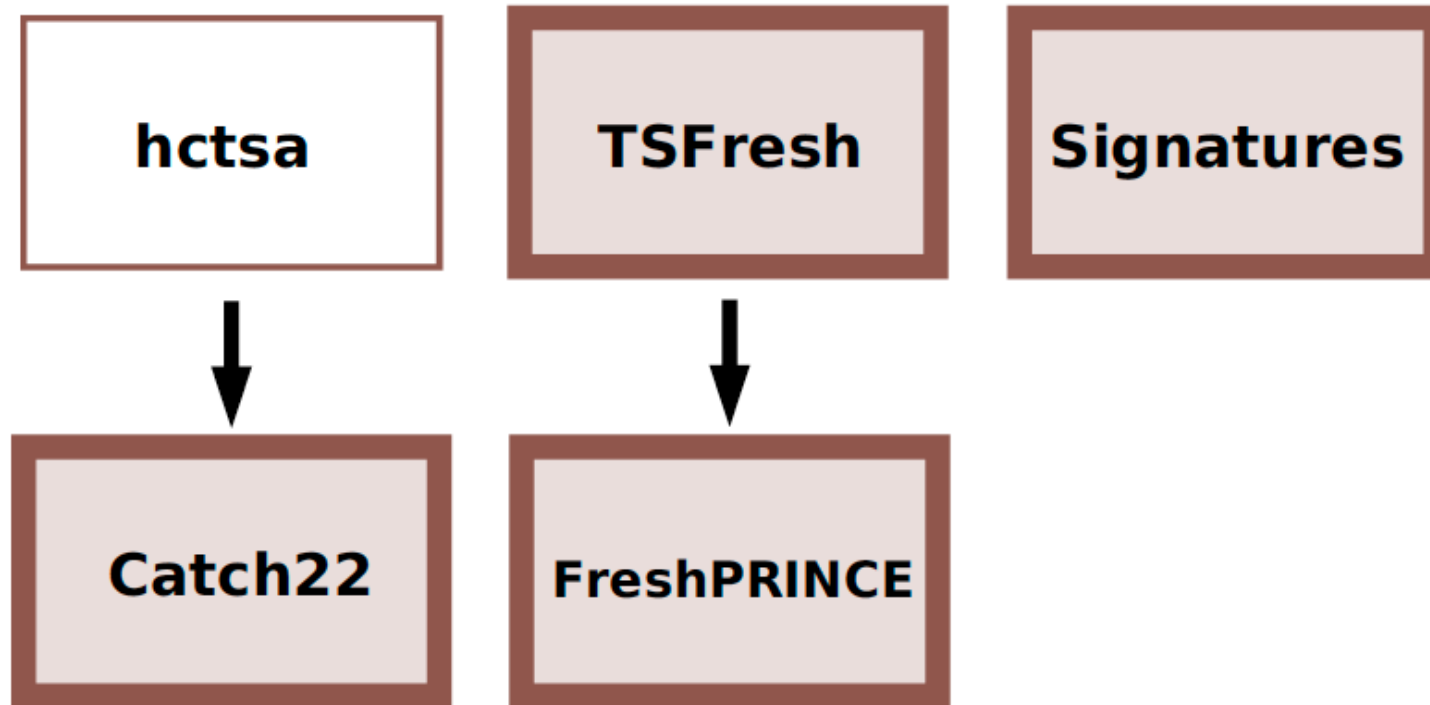 hctsa
TSFresh
Signatures
Catch22
FreshPRINCE